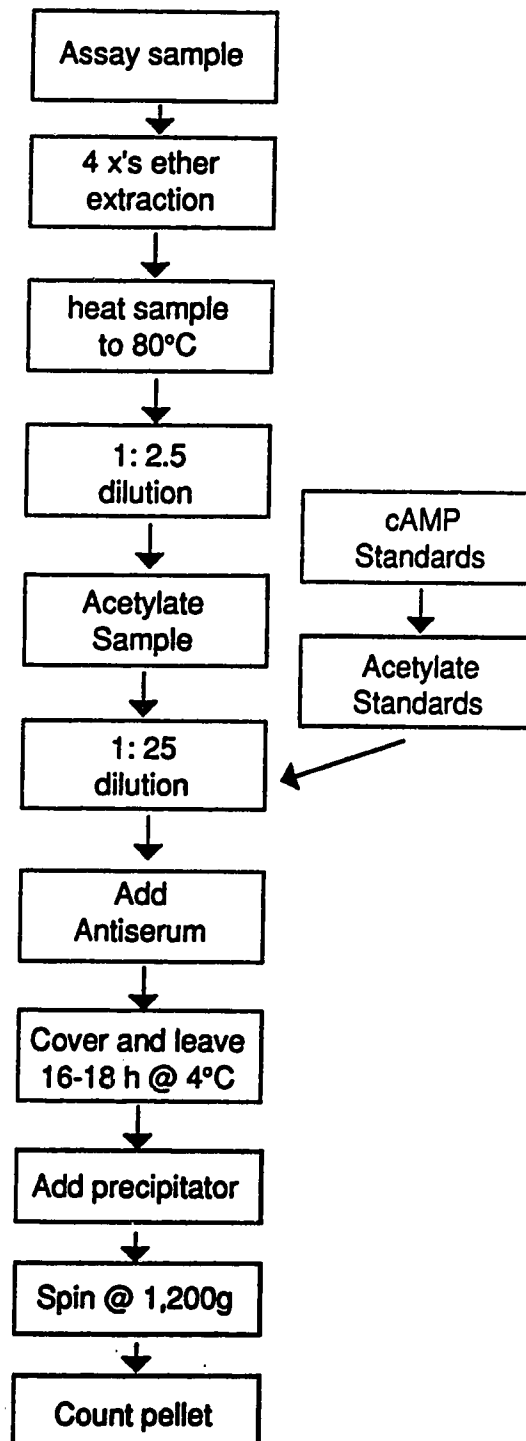 Assay sample
4 x's ether
extraction
heat sample
to 80°C
1: 2.5
dilution
cAMP
Standards
Acetylate
Sample
Acetylate
Standards
1: 25
dilution
Add
Antiserum
Cover and leave
16-18 h @ 4°C
Add precipitator
Spin @ 1,200g
Count pellet